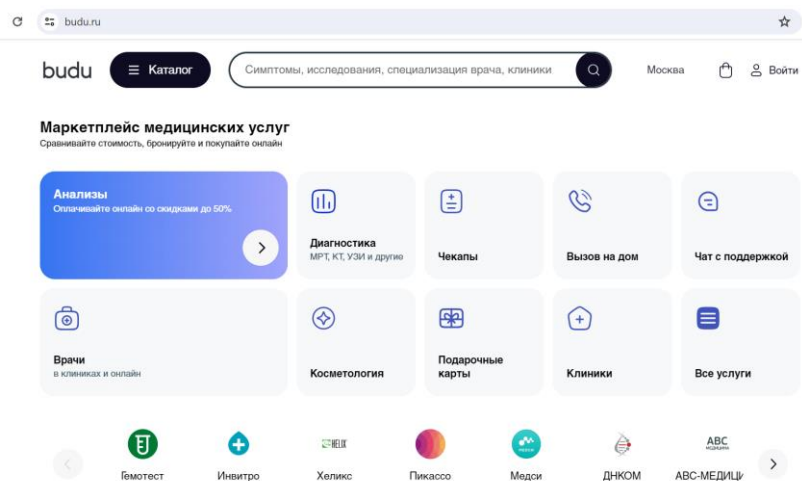 budu.ru
budu
Каталог
Симптомы, исследования, специализация врача, клиники
Москва
Войти
Маркетплейс медицинских услуг
Сравнивайте стоимость, бронируйте и покупайте онлайн
Анализы
Оплачивайте онлайн со скидками до 50%
Диагностика
МРТ, КТ, УЗИ и другие
Чекапы
Вызов на дом
Чат с поддержкой
Врачи
в клиниках и онлайн
Косметология
Подарочные
карты
Клиники
Все услуги
HELIX
ABC
Гемотест
Инвитро
Хеликс
Пикассо
Медси
ДНКОМ
АВС-МЕДИЦИ